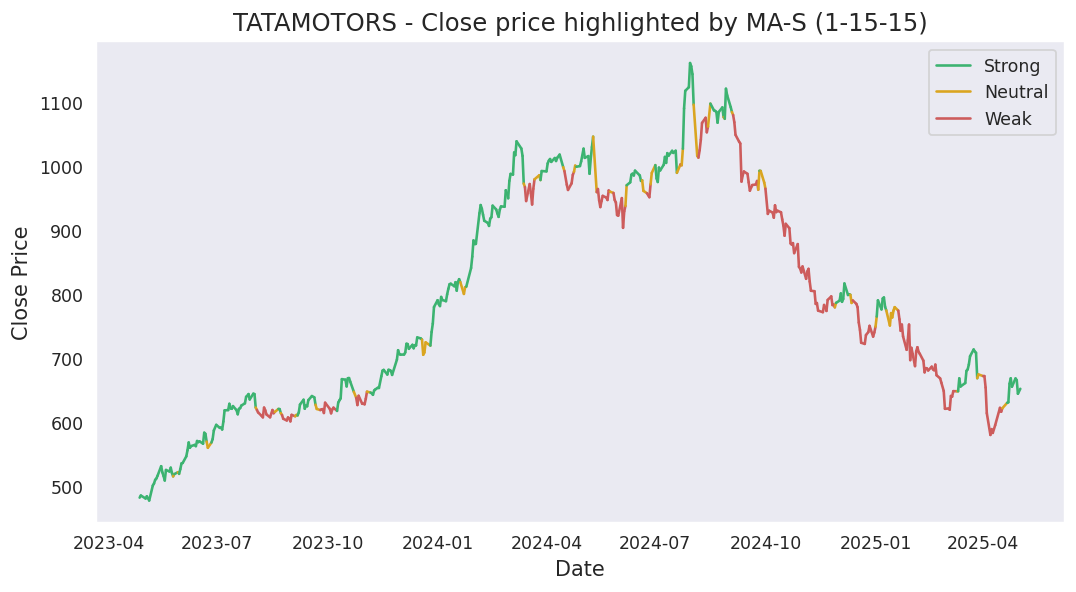 TATAMOTORS - Close price highlighted by MA-S (1-15-15)
Strong
Neutral
Weak
Close Price
1100
1000
900
800
700
600
500
2023-04 2023-07 2023-10 2024-01 2024-04 2024-07 2024-10 2025-01 2025-04
Date